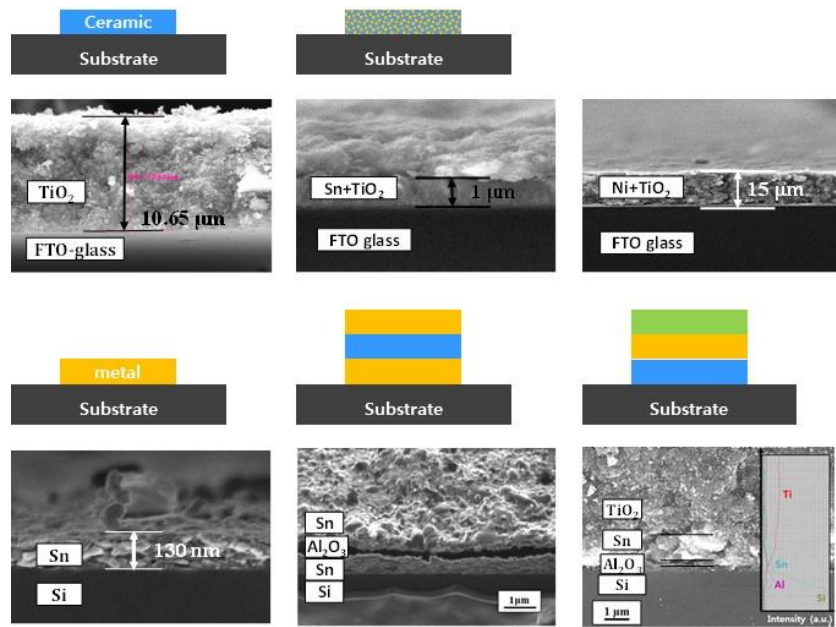 Ceramic
Substrate
Substrate
TiO₂
10.65 μm
FTO-glass
Sn+TiO₂
1 μm
FTO glass
Ni+TiO₂
15 μm
FTO glass
metal
Substrate
Substrate
Substrate
Sn
130 nm
Si
Sn
Al₂O₃
Sn
Si
1μm
TiO₂
Sn
Al₂O₃
Si
1 μm
Ti
Sn
Al
Si
Intensity (a.u.)